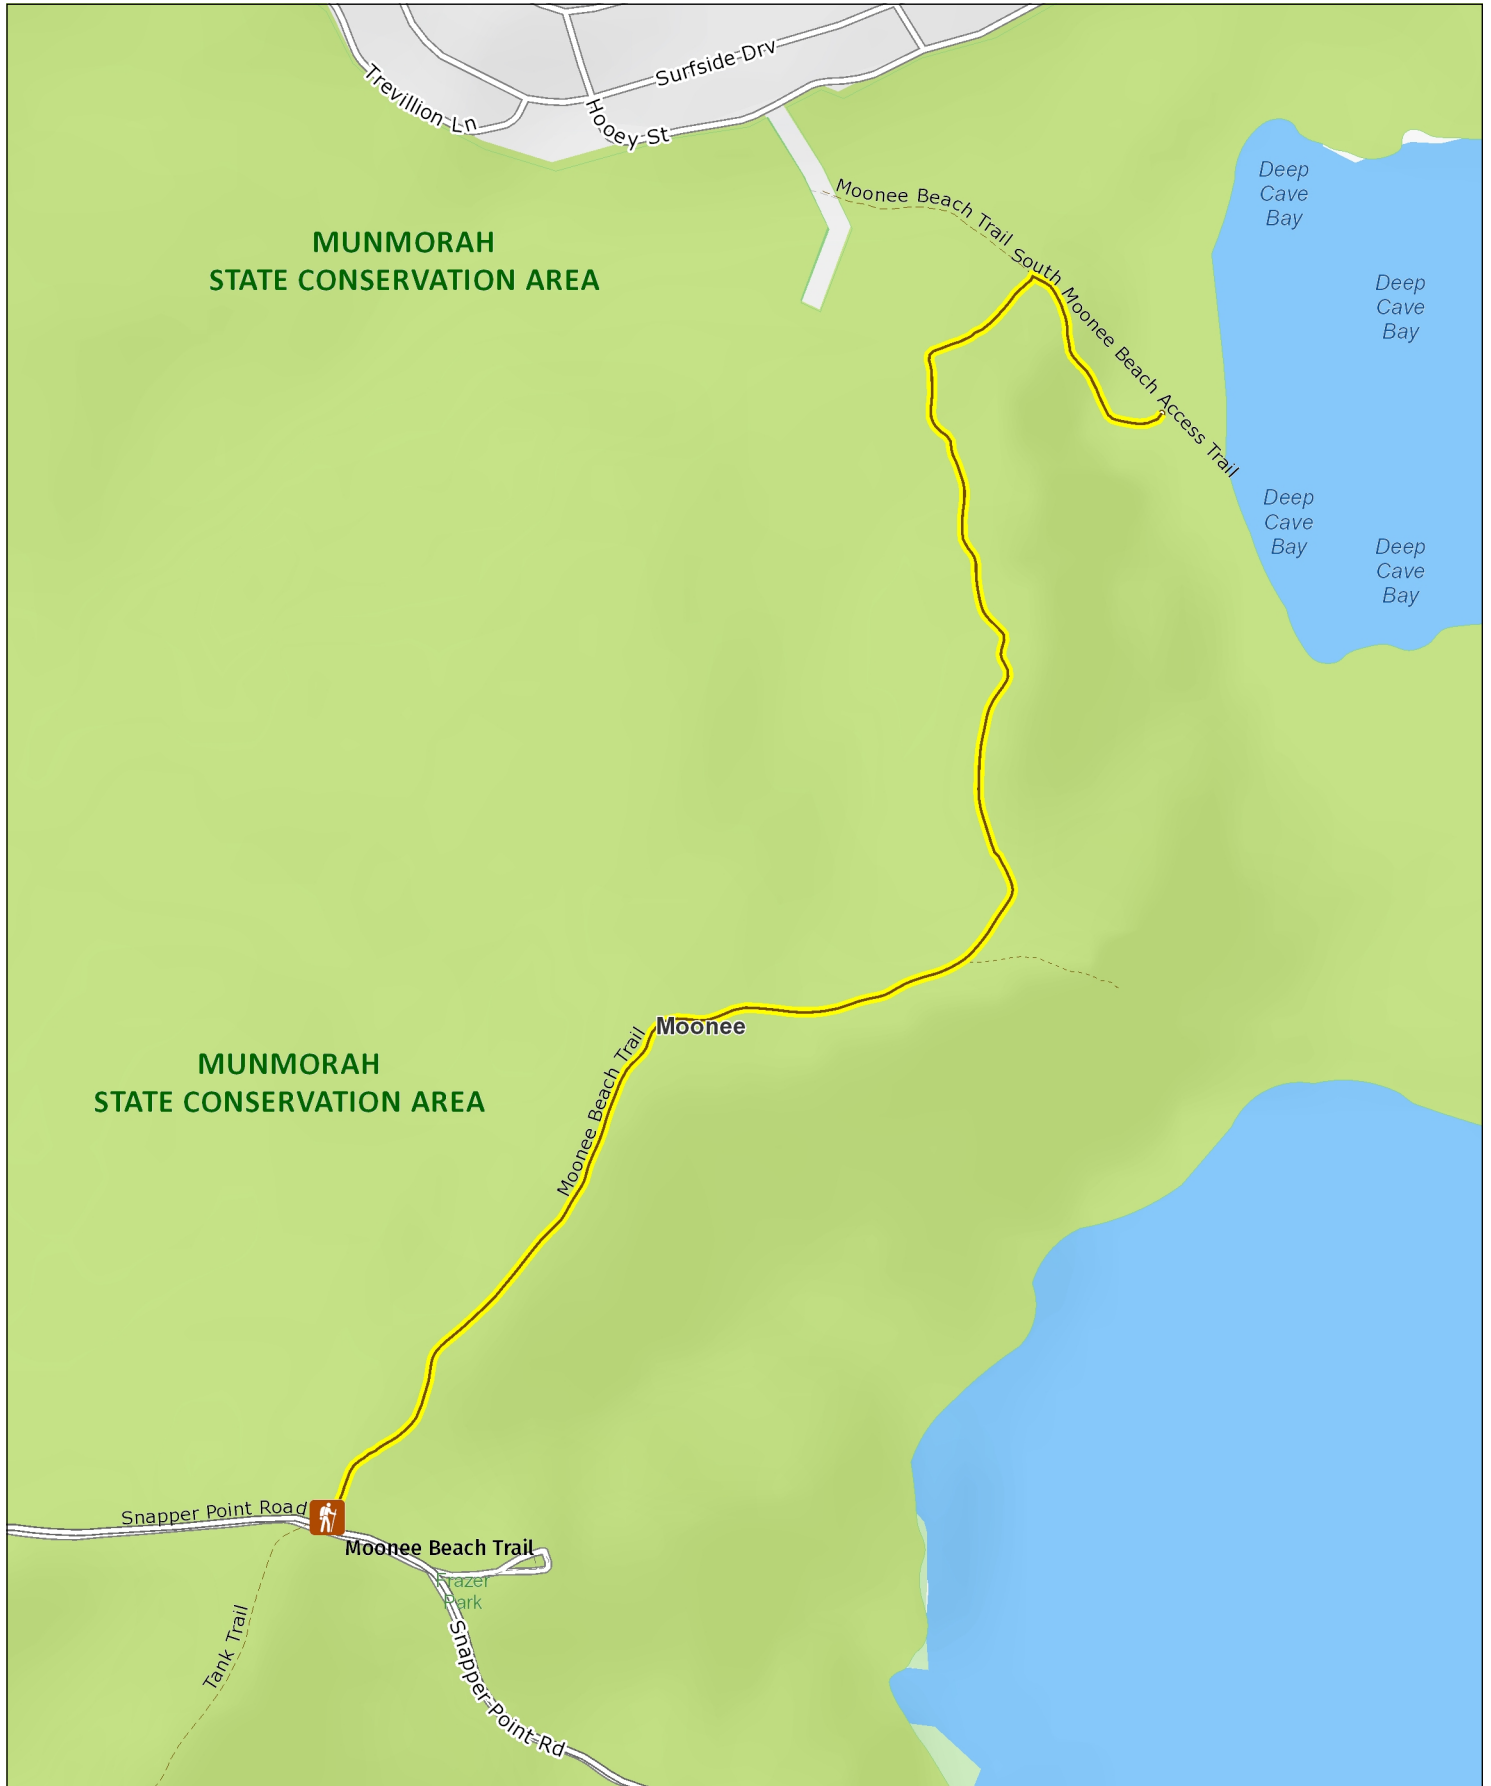 Surfside Drv
Trevillion Ln
Hooey St
Deep
Cave
Bay
Moonee Beach Trail South
MUNMORAH
STATE CONSERVATION AREA
Deep
Cave
Bay
Moonee Beach Access Trail
Deep
Cave
Bay
Deep
Cave
Bay
Moonee
Moonee Beach Trail
MUNMORAH
STATE CONSERVATION AREA
Snapper Point Road
Moonee Beach Trail
Frazer
Park
Tank Trail
Snapper Point Rd